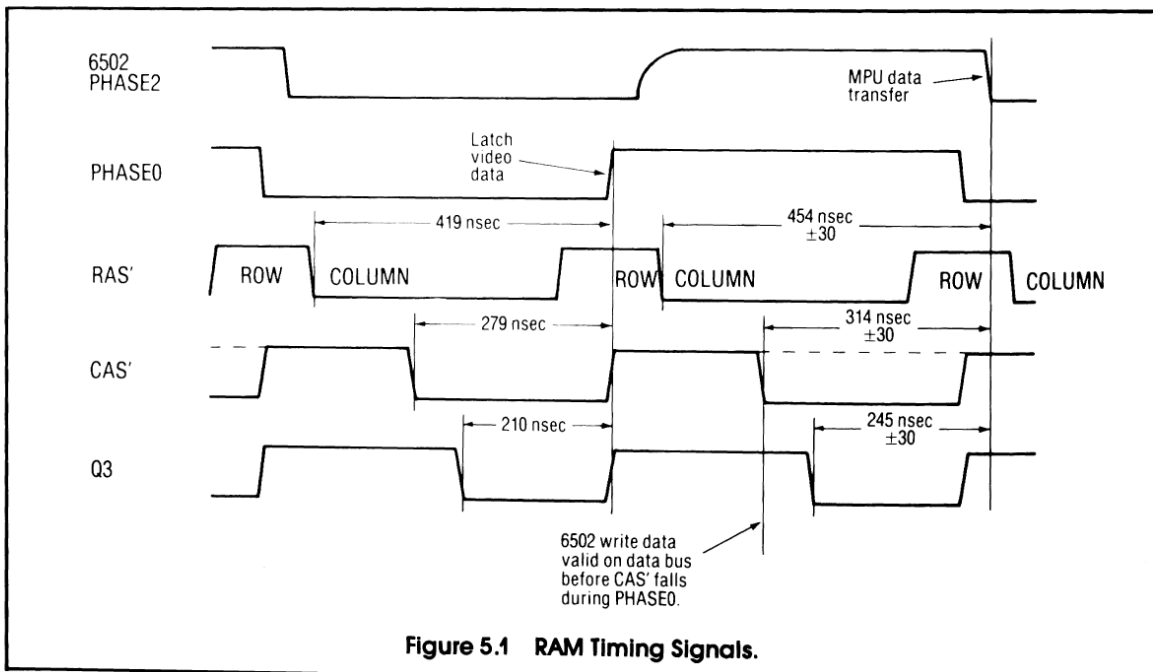 6502
PHASE2
MPU data
transfer
PHASE0
Latch
video
data
419 nsec
454 nsec
±30
RAS'
ROW
COLUMN
ROW
COLUMN
ROW
COLUMN
279 nsec
314 nsec
±30
CAS'
210 nsec
245 nsec
±30
Q3
6502 write data
valid on data bus
before CAS' falls
during PHASE0.
Figure 5.1 RAM Timing Signals.